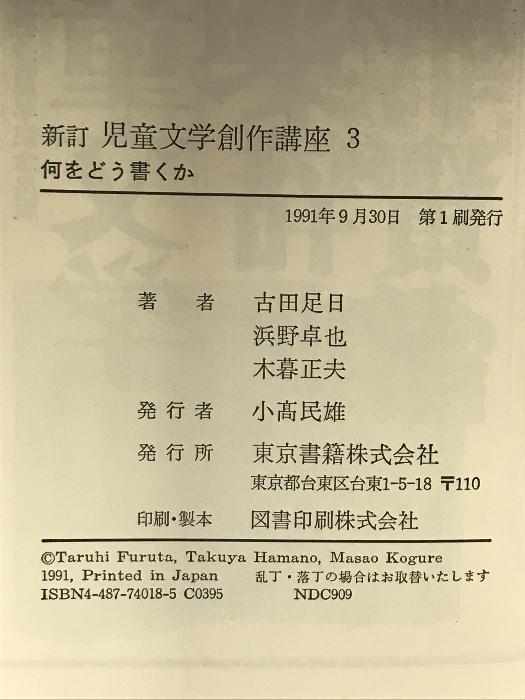 新訂 児童文学創作講座 3
何をどう書くか
1991年9月30日 第1刷発行
著者 古田足日
浜野卓也
木暮正夫
発行者 小髙民雄
発行所 東京書籍株式会社
東京都台東区台東1-5-18 〒110
印刷・製本 図書印刷株式会社
©Taruhi Furuta, Takuya Hamano, Masao Kogure
1991, Printed in Japan 乱丁・落丁の場合はお取替いたします
ISBN4-487-74018-5 C0395 NDC909